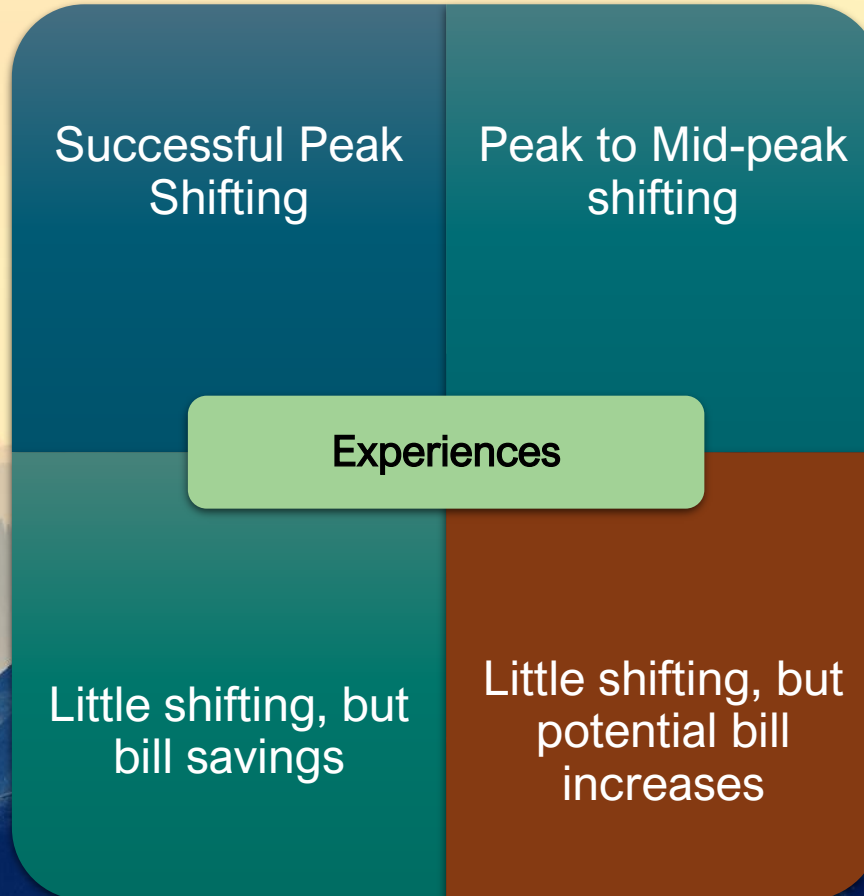 Successful Peak
Shifting
Peak to Mid-peak
shifting
Experiences
Little shifting, but
bill savings
Little shifting, but
potential bill
increases